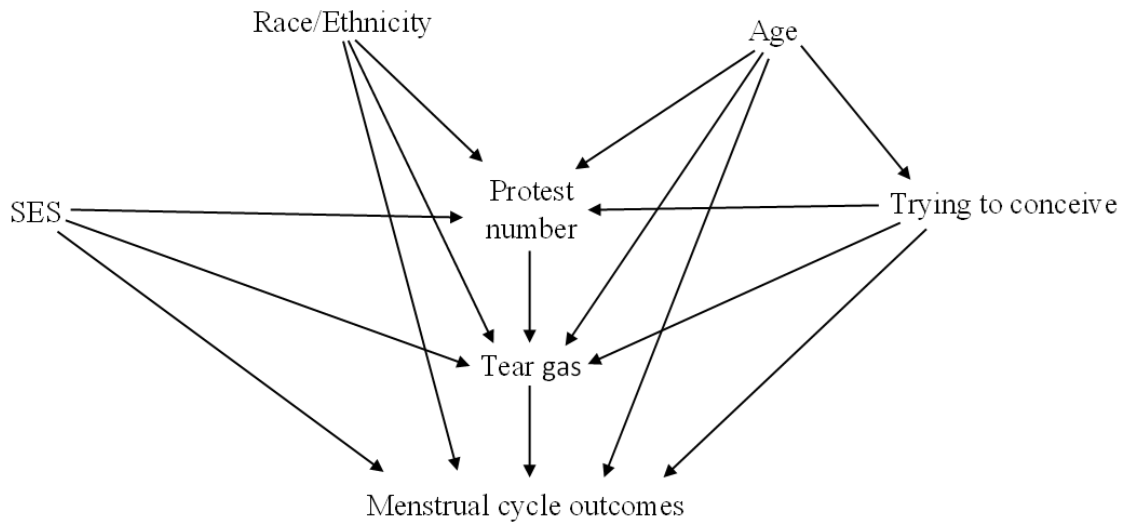 Race/Ethnicity
Age
Protest
number
SES
Trying to conceive
Tear gas
Menstrual cycle outcomes